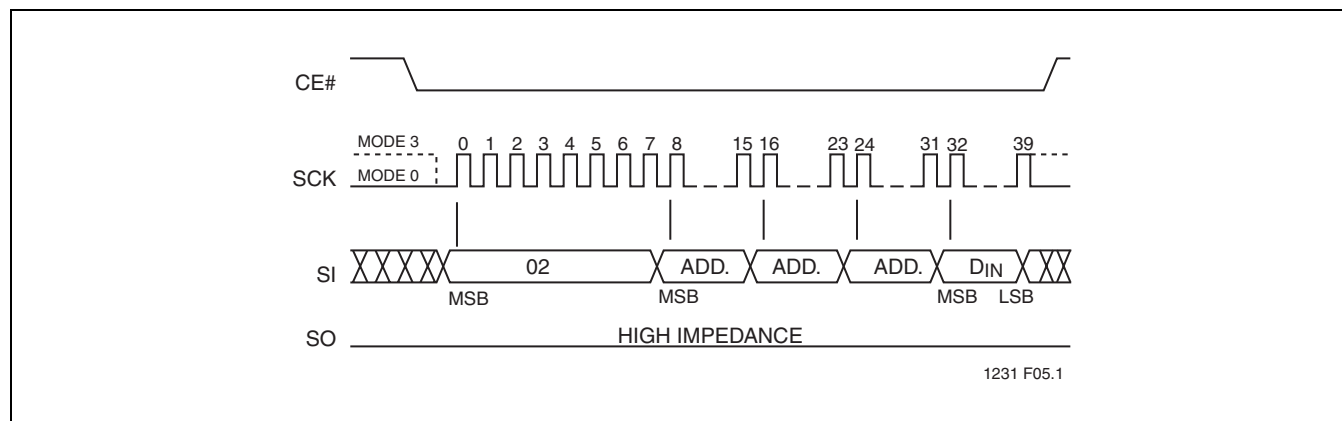 CE#
MODE 3 0 1 2 3 4 5 6 7 8 15 16 23 24 31 32 39
SCK MODE 0
SI 02 ADD. ADD. ADD. DIN
MSB MSB MSB LSB
SO HIGH IMPEDANCE
1231 F05.1